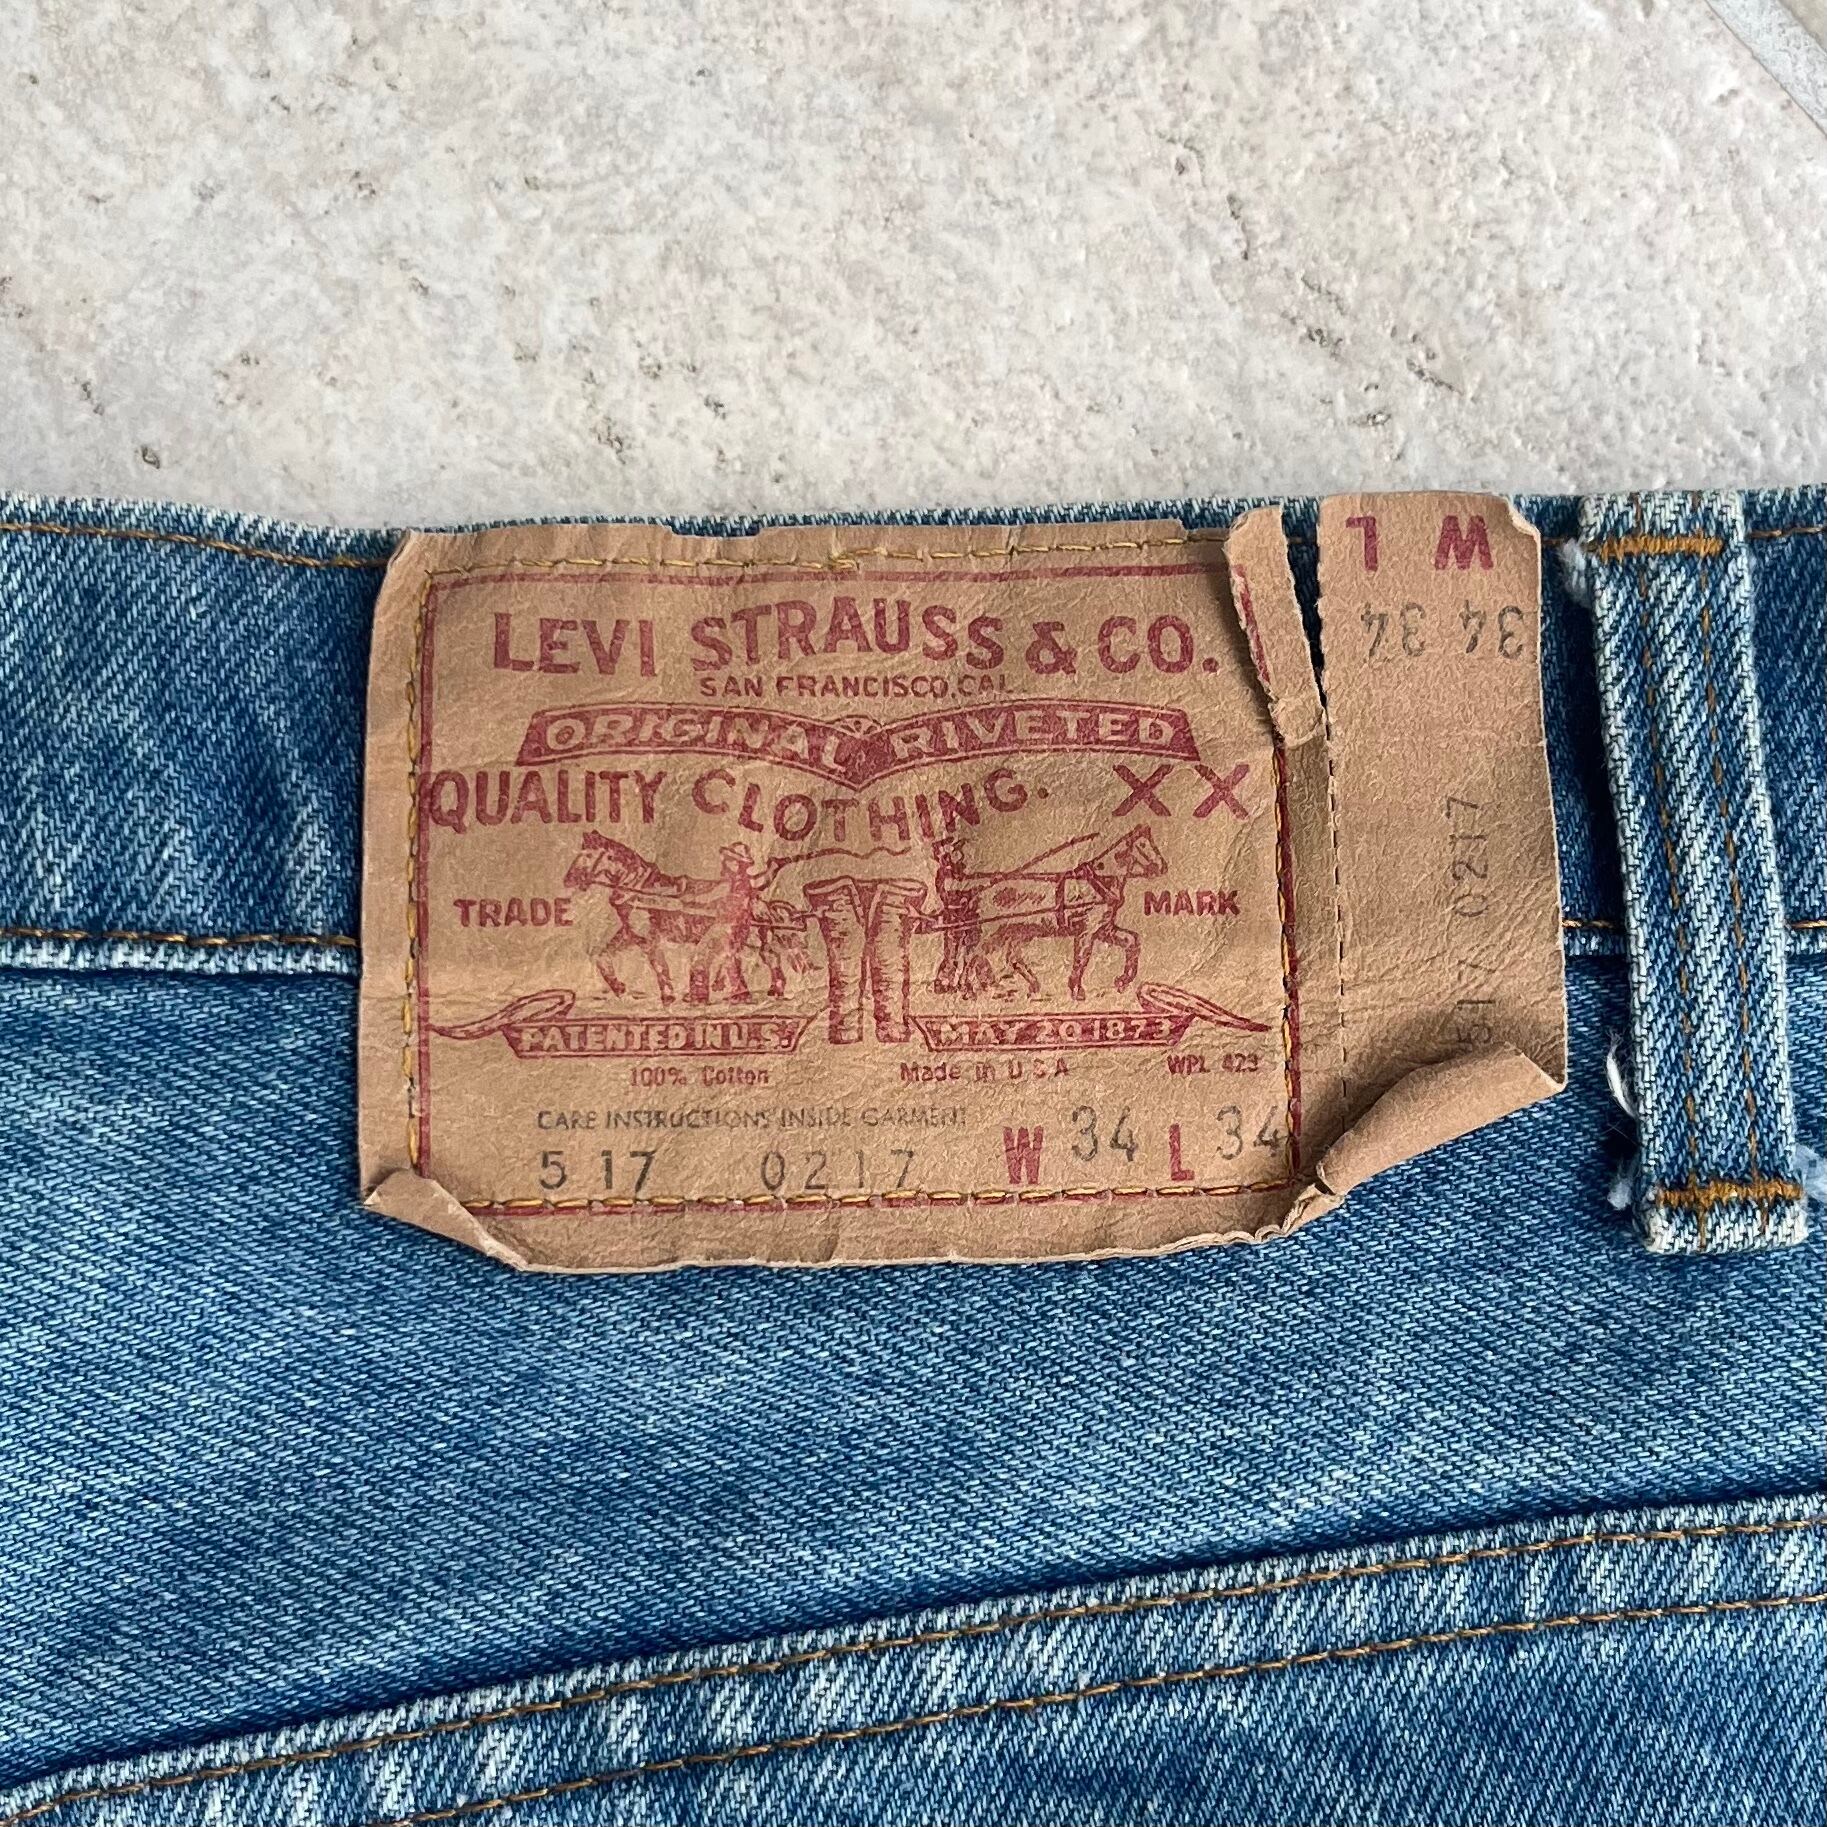 LEVI STRAUSS & CO.
SAN FRANCISCO, CAL
ORIGINAL RIVETED
QUALITY CLOTHING. XX
TRADE MARK
PATENTED IN U.S. MAY 20 1873
100% Cotton Made in U S A WPL 423
CARE INSTRUCTIONS INSIDE GARMENT
517 0217 W 34 L 34
W L
34 34
517 0217